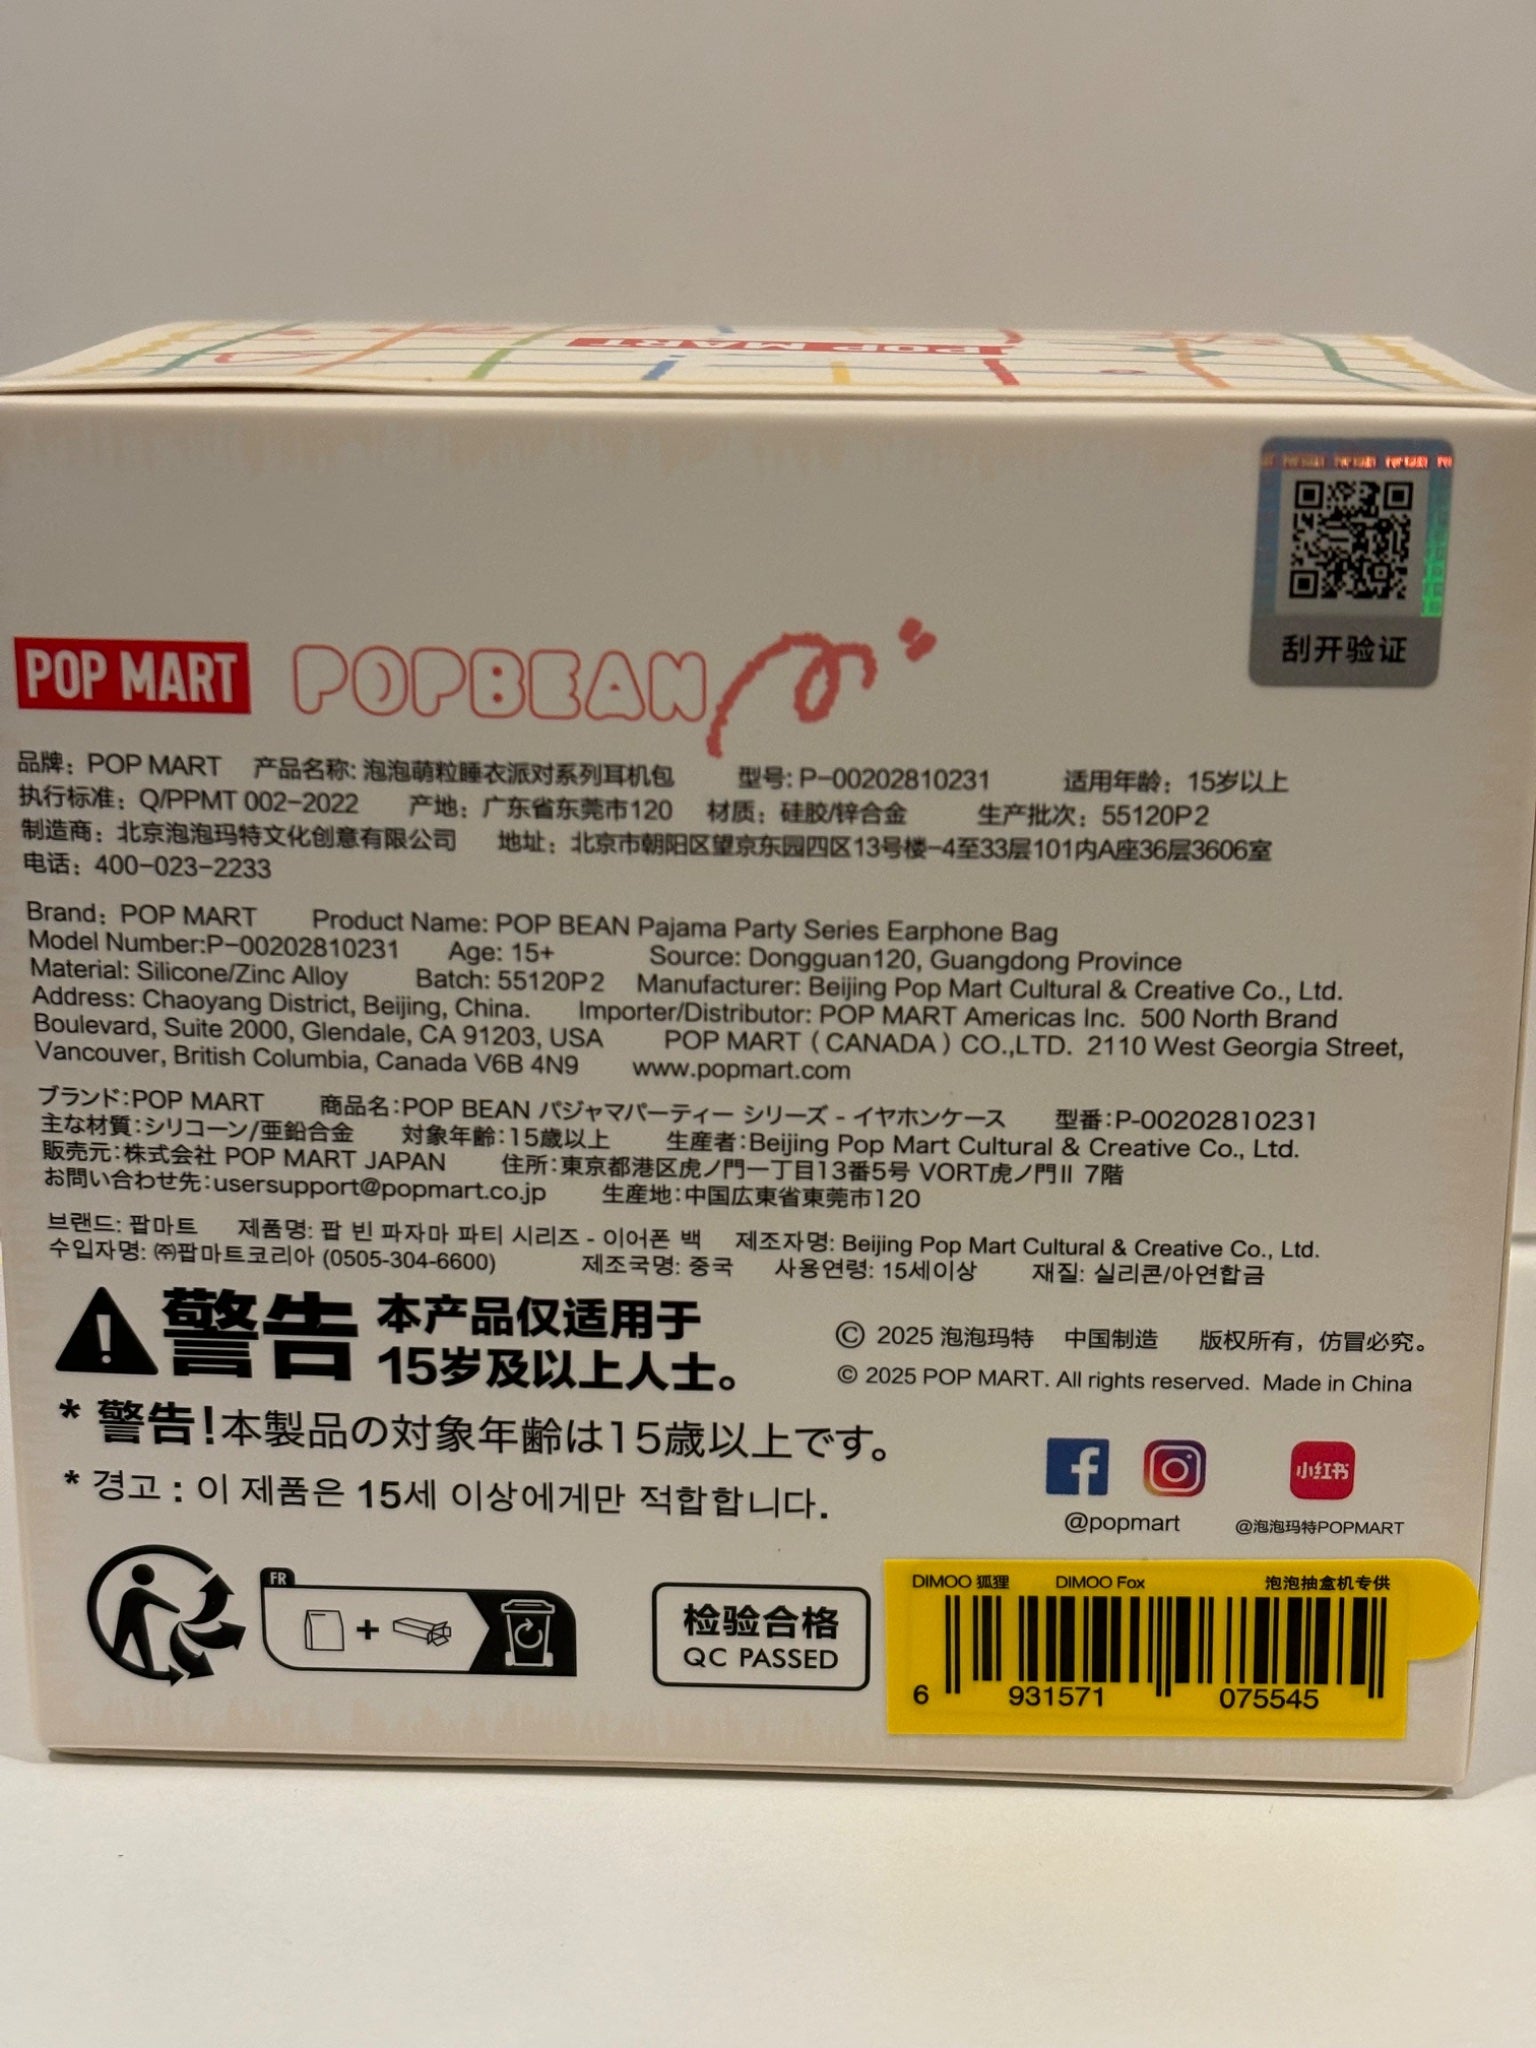 POP MART
刮开验证
POP MART POPBEAN
品牌：POP MART 产品名称: 泡泡萌粒睡衣派对系列耳机包 型号: P-00202810231 适用年龄：15岁以上
执行标准：Q/PPMT 002-2022 产地：广东省东莞市120 材质：硅胶/锌合金 生产批次：55120P2
制造商：北京泡泡玛特文化创意有限公司 地址：北京市朝阳区望京东园四区13号楼-4至33层101内A座36层3606室
电话：400-023-2233
Brand：POP MART Product Name: POP BEAN Pajama Party Series Earphone Bag
Model Number:P-00202810231 Age: 15+ Source: Dongguan120, Guangdong Province
Material: Silicone/Zinc Alloy Batch: 55120P2 Manufacturer: Beijing Pop Mart Cultural & Creative Co., Ltd.
Address: Chaoyang District, Beijing, China. Importer/Distributor: POP MART Americas Inc. 500 North Brand
Boulevard, Suite 2000, Glendale, CA 91203, USA POP MART（CANADA）CO.,LTD. 2110 West Georgia Street,
Vancouver, British Columbia, Canada V6B 4N9 www.popmart.com
ブランド:POP MART 商品名:POP BEAN パジャマパーティー シリーズ - イヤホンケース 型番:P-00202810231
主な材質:シリコーン/亜鉛合金 対象年齢:15歳以上 生産者:Beijing Pop Mart Cultural & Creative Co., Ltd.
販売元:株式会社 POP MART JAPAN 住所:東京都港区虎ノ門一丁目13番5号 VORT虎ノ門II 7階
お問い合わせ先:usersupport@popmart.co.jp 生産地:中国広東省東莞市120
브랜드: 팝마트 제품명: 팝 빈 파자마 파티 시리즈 - 이어폰 백 제조자명: Beijing Pop Mart Cultural & Creative Co., Ltd.
수입자명: ㈜팝마트코리아 (0505-304-6600) 제조국명: 중국 사용연령: 15세이상 재질: 실리콘/아연합금
警告 本产品仅适用于
15岁及以上人士。
© 2025 泡泡玛特 中国制造 版权所有，仿冒必究。
© 2025 POP MART. All rights reserved. Made in China
* 警告!本製品の対象年齢は15歳以上です。
* 경고 : 이 제품은 15세 이상에게만 적합합니다.
小红书
@popmart @泡泡玛特POPMART
FR
检验合格
QC PASSED
DIMOO 狐狸 DIMOO Fox 泡泡抽盒机专供
6 931571 075545